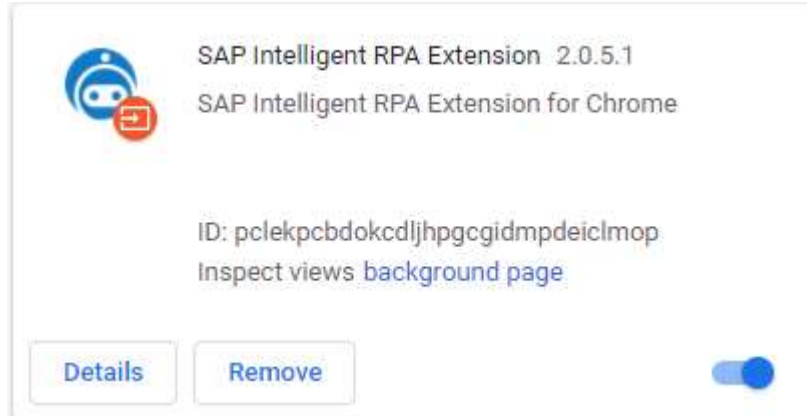 SAP Intelligent RPA Extension 2.0.5.1
SAP Intelligent RPA Extension for Chrome
ID: pclekpcbdokcdljhpgcgidmpdeiclmop
Inspect views background page
Details Remove